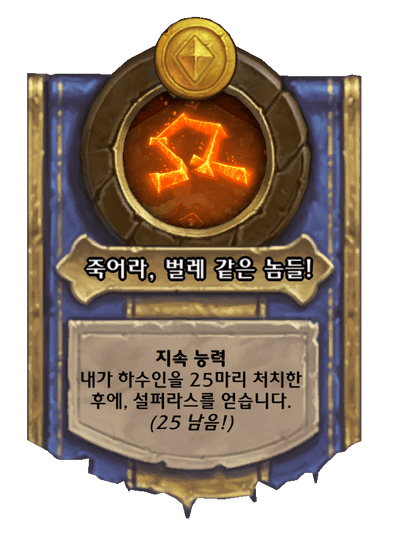 죽어라, 벌레 같은 놈들!
지속 능력
내가 하수인을 25마리 처치한
후에, 설퍼라스를 얻습니다.
(25 남음!)